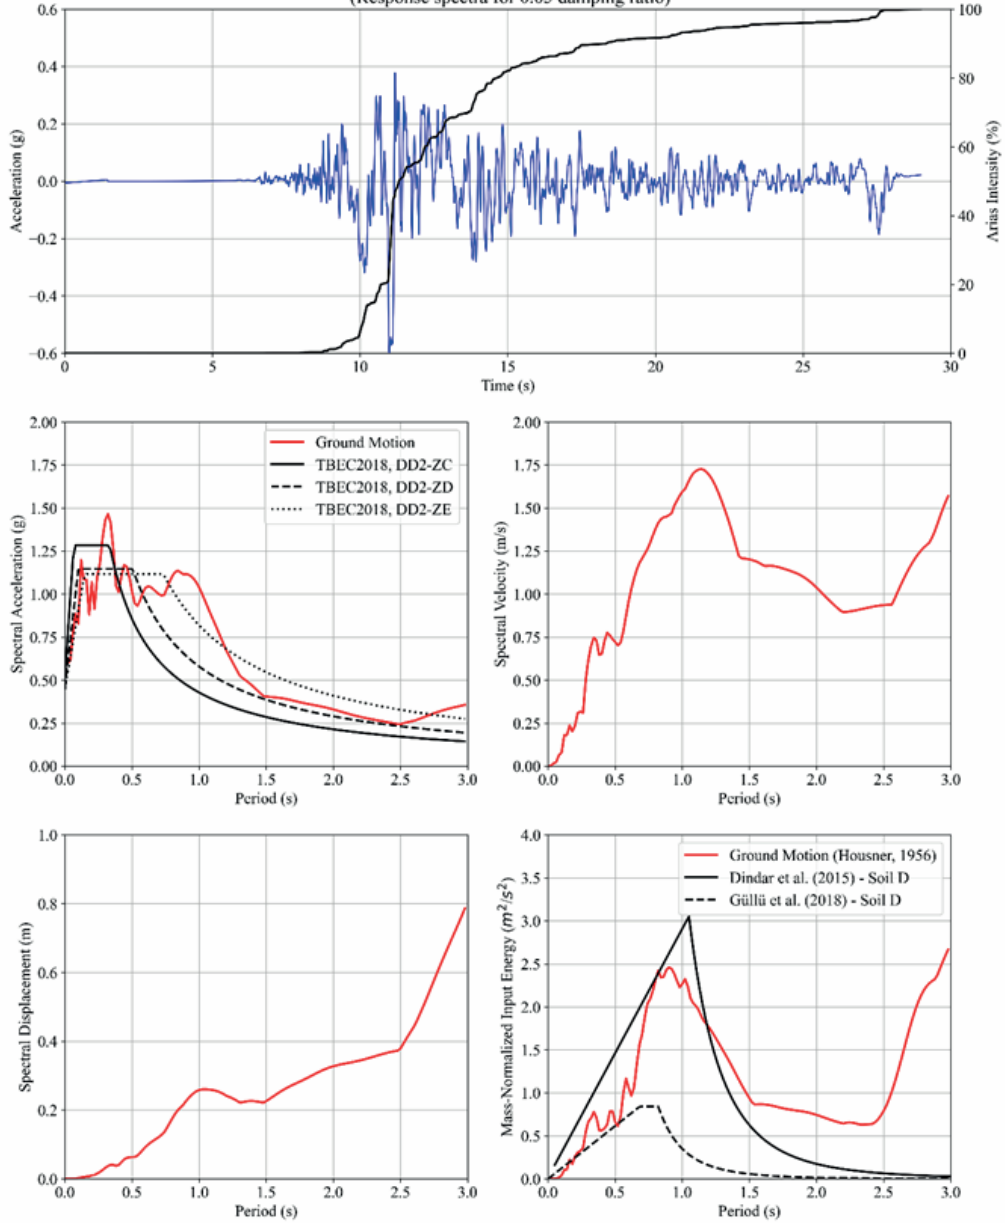 (Response spectra for 0.05 damping ratio)
0.6
0.4
0.2
0.0
−0.2
−0.4
−0.6
Acceleration (g)
100
80
60
40
20
0
Arias Intensity (%)
0 5 10 15 20 25 30
Time (s)
2.00
1.75
1.50
1.25
1.00
0.75
0.50
0.25
0.00
Spectral Acceleration (g)
Ground Motion
TBEC2018, DD2-ZC
TBEC2018, DD2-ZD
TBEC2018, DD2-ZE
0.0 0.5 1.0 1.5 2.0 2.5 3.0
Period (s)
2.00
1.75
1.50
1.25
1.00
0.75
0.50
0.25
0.00
Spectral Velocity (m/s)
0.0 0.5 1.0 1.5 2.0 2.5 3.0
Period (s)
1.0
0.8
0.6
0.4
0.2
0.0
Spectral Displacement (m)
0.0 0.5 1.0 1.5 2.0 2.5 3.0
Period (s)
4.0
3.5
3.0
2.5
2.0
1.5
1.0
0.5
0.0
Mass-Normalized Input Energy (m²/s²)
Ground Motion (Housner, 1956)
Dindar et al. (2015) - Soil D
Güllü et al. (2018) - Soil D
0.0 0.5 1.0 1.5 2.0 2.5 3.0
Period (s)